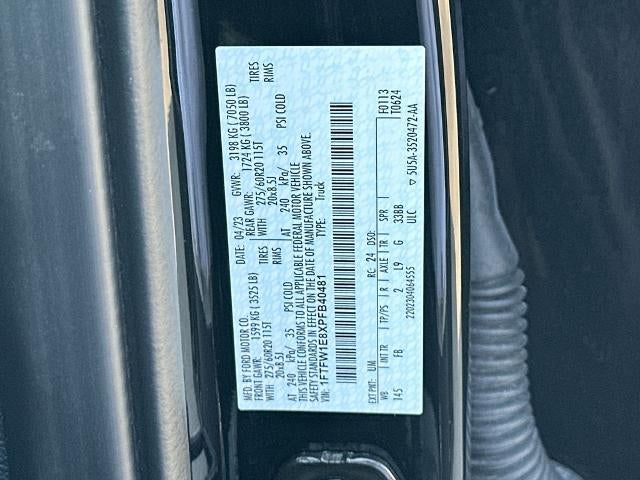 MFD. BY FORD MOTOR CO. DATE: 04/23 GVWR: 3198 KG ( 7050 LB)
FRONT GAWR: 1599 KG ( 3525 LB) REAR GAWR: 1724 KG ( 3800 LB)
WITH 275/60R20 115T TIRES WITH 275/60R20 115T TIRES
20x8.5J RIMS 20x8.5J RIMS
AT 240 kPa/ 35 PSI COLD AT 240 kPa/ 35 PSI COLD
THIS VEHICLE CONFORMS TO ALL APPLICABLE FEDERAL MOTOR VEHICLE
SAFETY STANDARDS IN EFFECT ON THE DATE OF MANUFACTURE SHOWN ABOVE.
VIN: 1FTFW1E8XPFB40481 TYPE: Truck
F0113
T0624
EXT PNT: UM RC: 24 DSO:
WB INT TR TP/PS R AXLE TR SPR
145 FB 2 L9 G 33BB
ULC
2202304064555 5U5A-3520472-AA